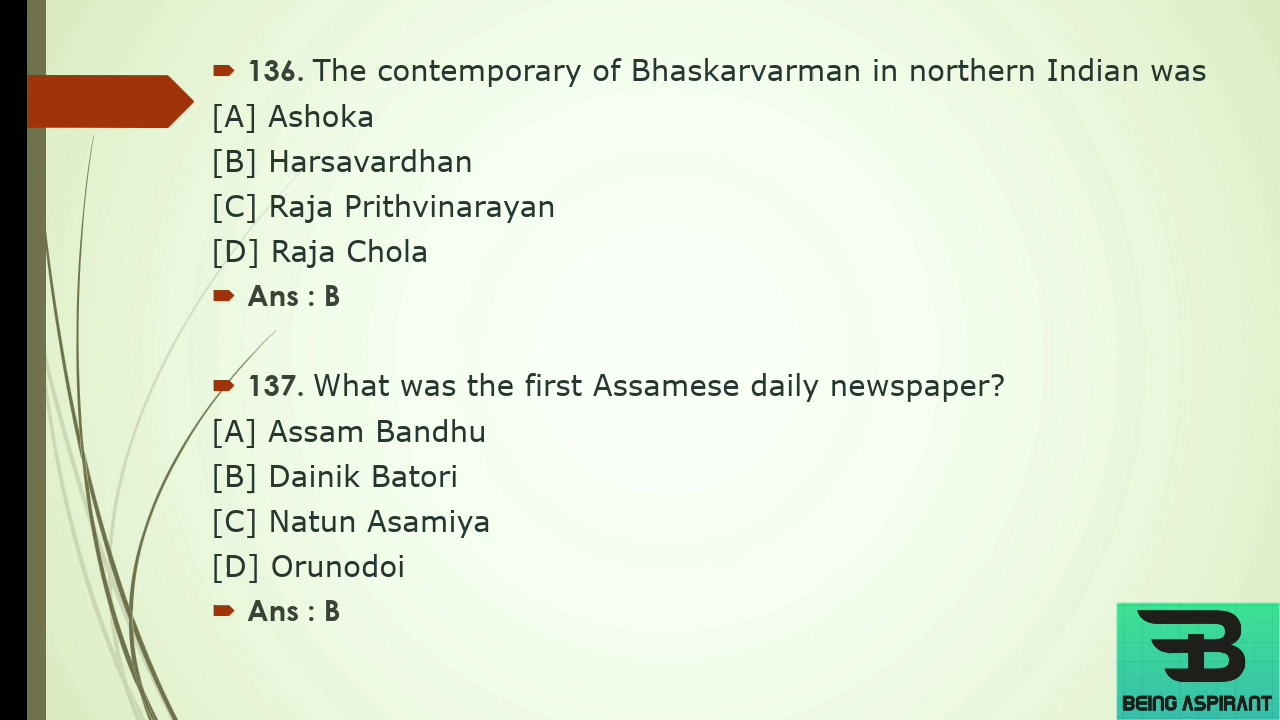 136. The contemporary of Bhaskarvarman in northern Indian was
[A] Ashoka
[B] Harsavardhan
[C] Raja Prithvinarayan
[D] Raja Chola
Ans : B
137. What was the first Assamese daily newspaper?
[A] Assam Bandhu
[B] Dainik Batori
[C] Natun Asamiya
[D] Orunodoi
Ans : B
BEING ASPIRANT